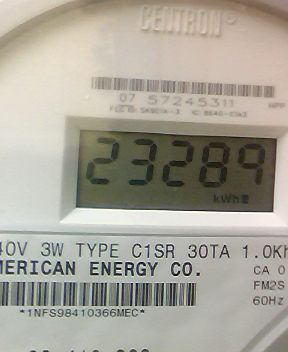 CENTRON®
07 57245311
23289
kWh
40V 3W TYPE C1SR 30TA 1.0Kh
MERICAN ENERGY CO.
CA 0
FM2S
60Hz
*1NFS98410366MEC*